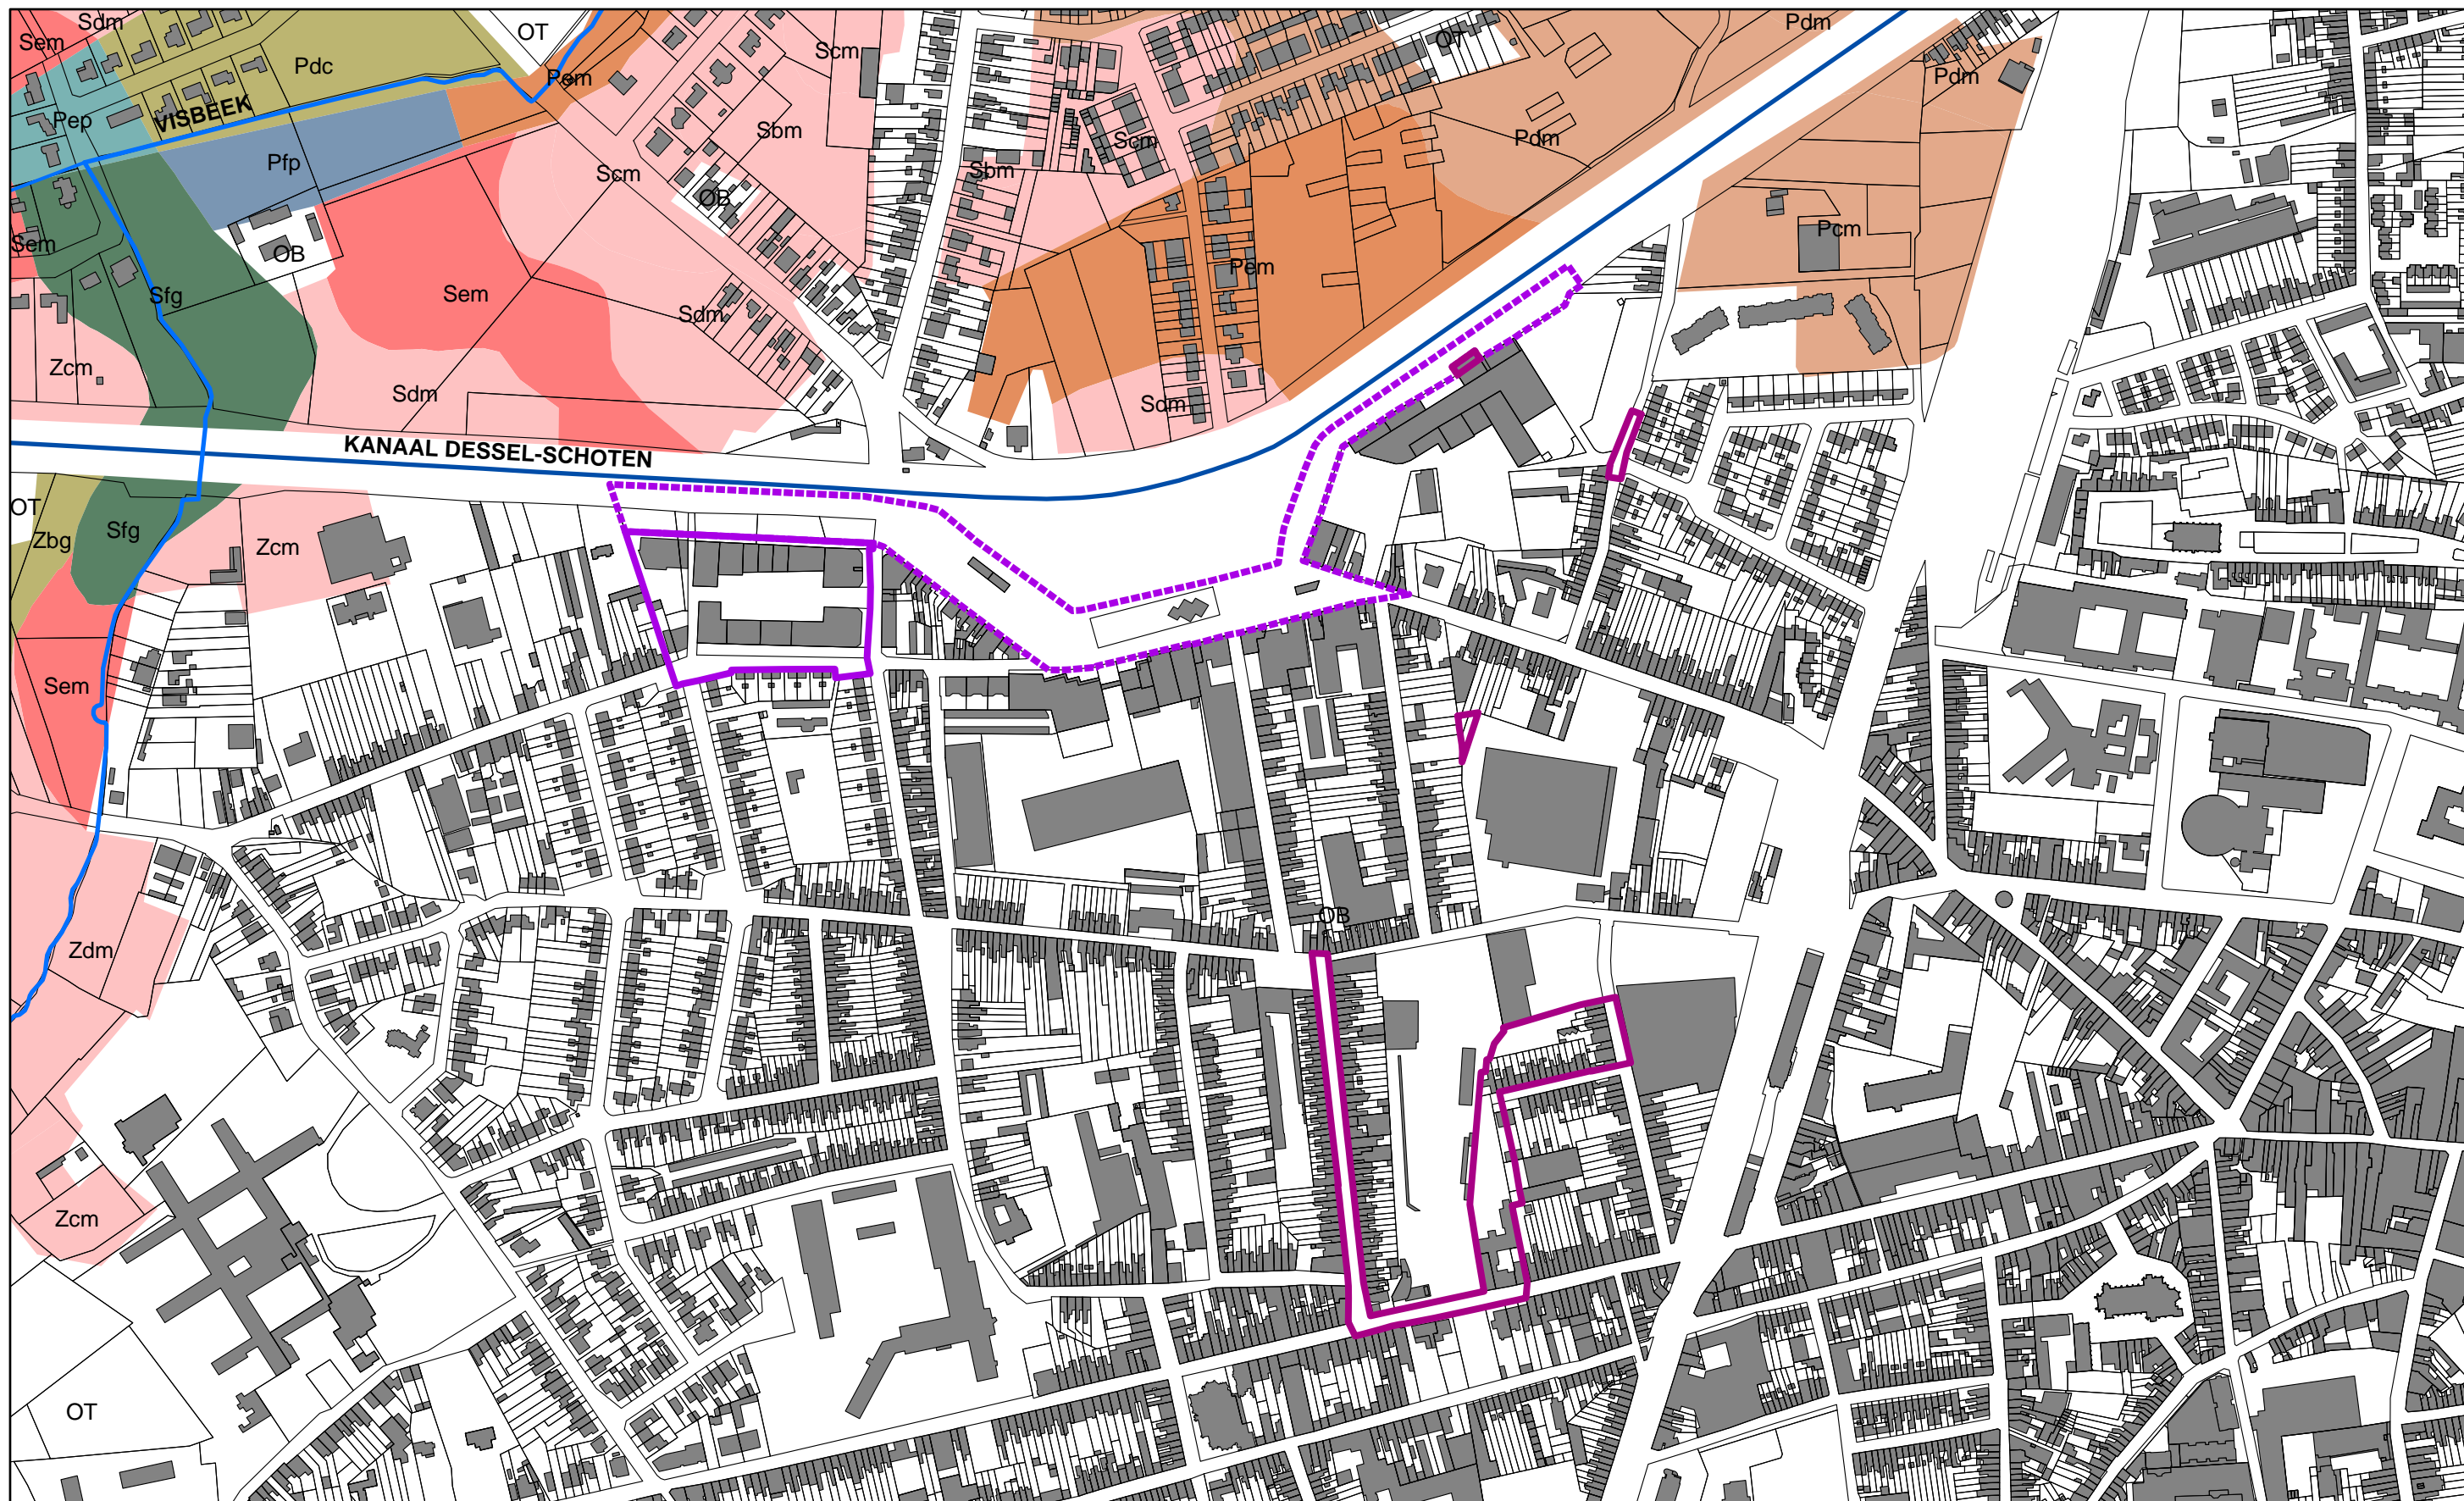 Sdm
OT
Pdm
Sem
Scm
OT
Pdc
Pem
Pdm
VISBEEK
Pep
Sbm
Scm
Pdm
Pfp
Scm
Sbm
OB
Pcm
Sem
OB
Pem
Sfg
Sem
Sdm
Zcm
Sdm
Sdm
KANAAL DESSEL-SCHOTEN
OT
Zbg
Sfg
Zcm
Sem
OB
Zdm
Zcm
OT